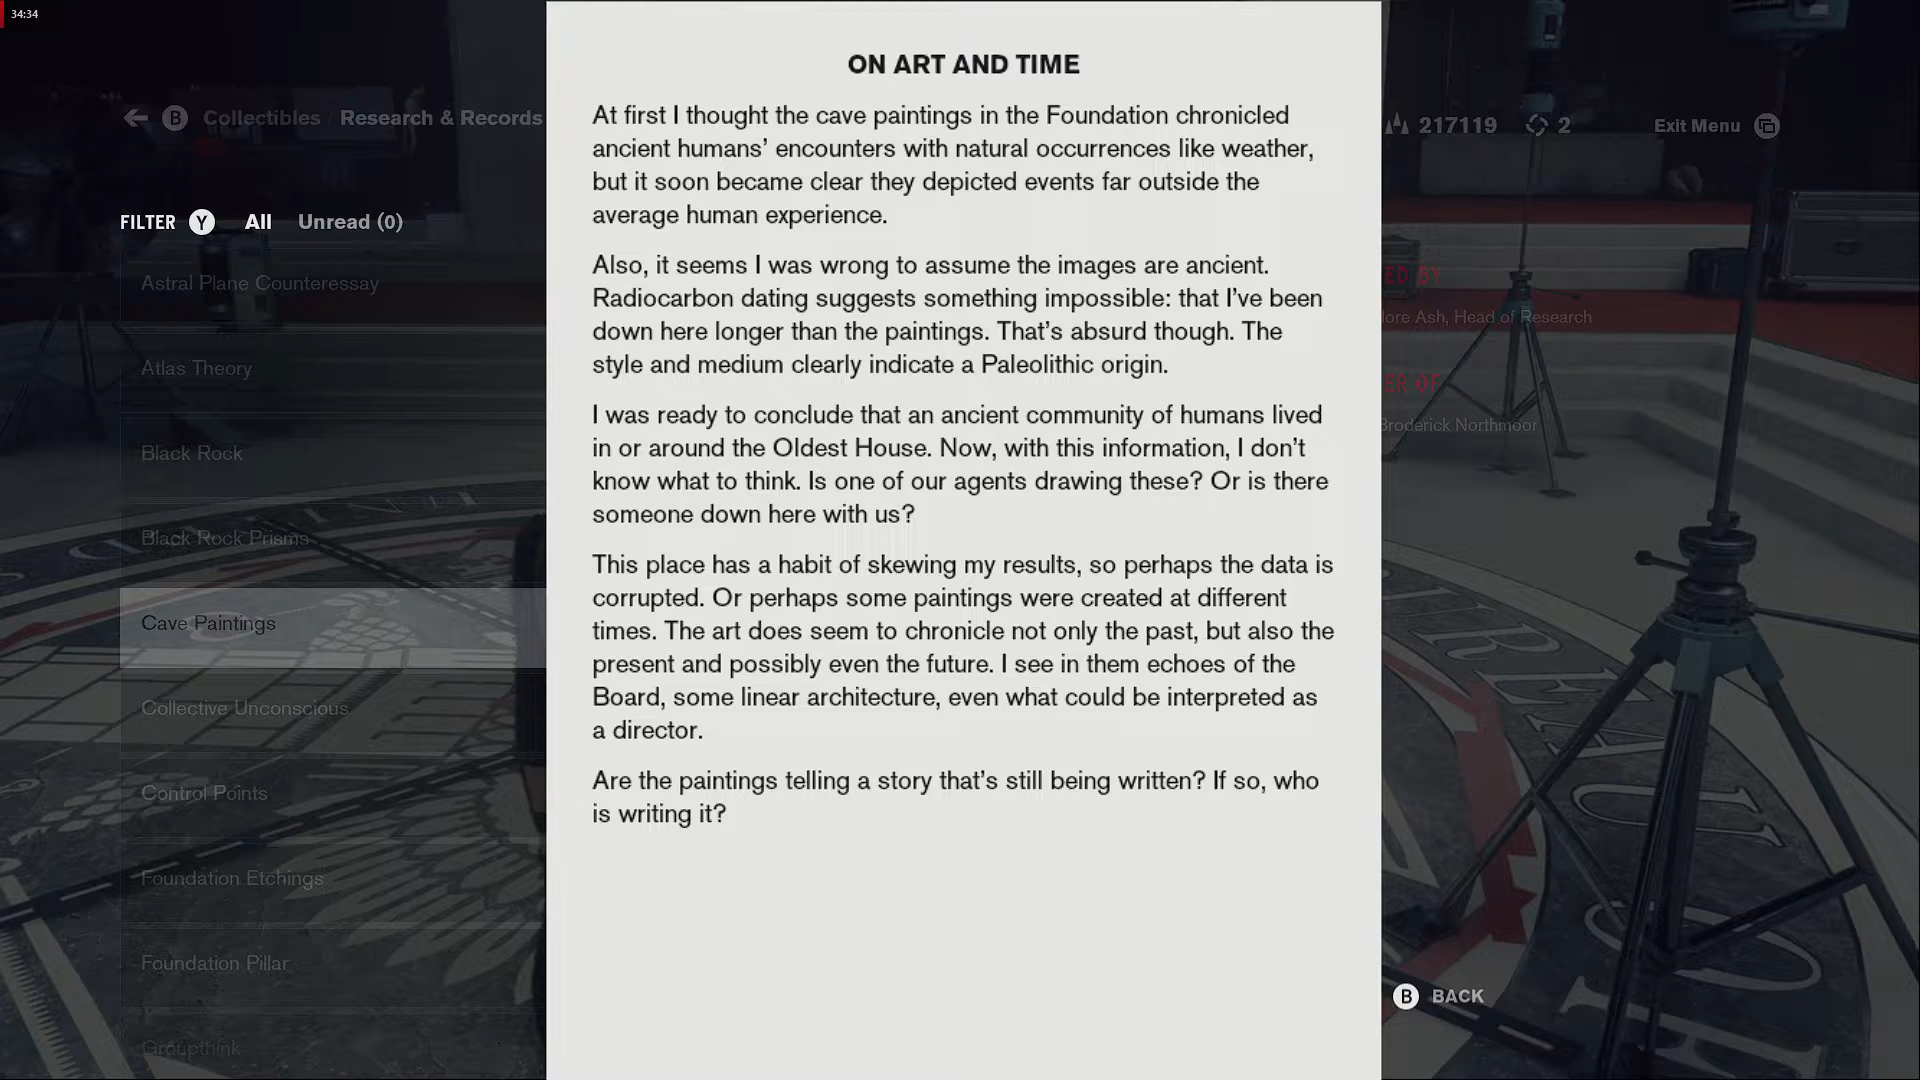 34:34
Collectibles
Research & Records
217119
2
Exit Menu
FILTER Y All Unread (0)
Astral Plane Counteressay
Atlas Theory
Black Rock
Black Rock Prisms
Cave Paintings
Collective Unconscious
Control Points
Foundation Etchings
Foundation Pillar
Groupthink
ON ART AND TIME
At first I thought the cave paintings in the Foundation chronicled
ancient humans’ encounters with natural occurrences like weather,
but it soon became clear they depicted events far outside the
average human experience.
Also, it seems I was wrong to assume the images are ancient.
Radiocarbon dating suggests something impossible: that I’ve been
down here longer than the paintings. That’s absurd though. The
style and medium clearly indicate a Paleolithic origin.
I was ready to conclude that an ancient community of humans lived
in or around the Oldest House. Now, with this information, I don’t
know what to think. Is one of our agents drawing these? Or is there
someone down here with us?
This place has a habit of skewing my results, so perhaps the data is
corrupted. Or perhaps some paintings were created at different
times. The art does seem to chronicle not only the past, but also the
present and possibly even the future. I see in them echoes of the
Board, some linear architecture, even what could be interpreted as
a director.
Are the paintings telling a story that’s still being written? If so, who
is writing it?
ED BY
lore Ash, Head of Research
ER OF
Broderick Northmoor
B BACK